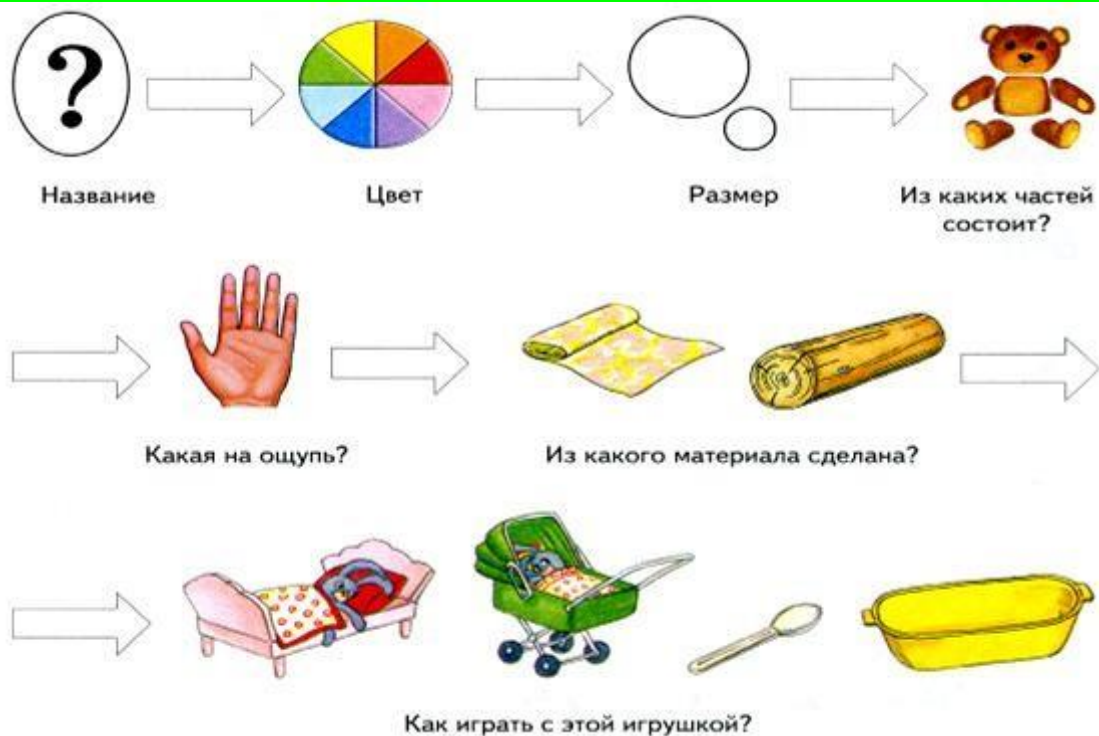 ?
Название
Цвет
Размер
Из каких частей
состоит?
Какая на ощупь?
Из какого материала сделана?
Как играть с этой игрушкой?